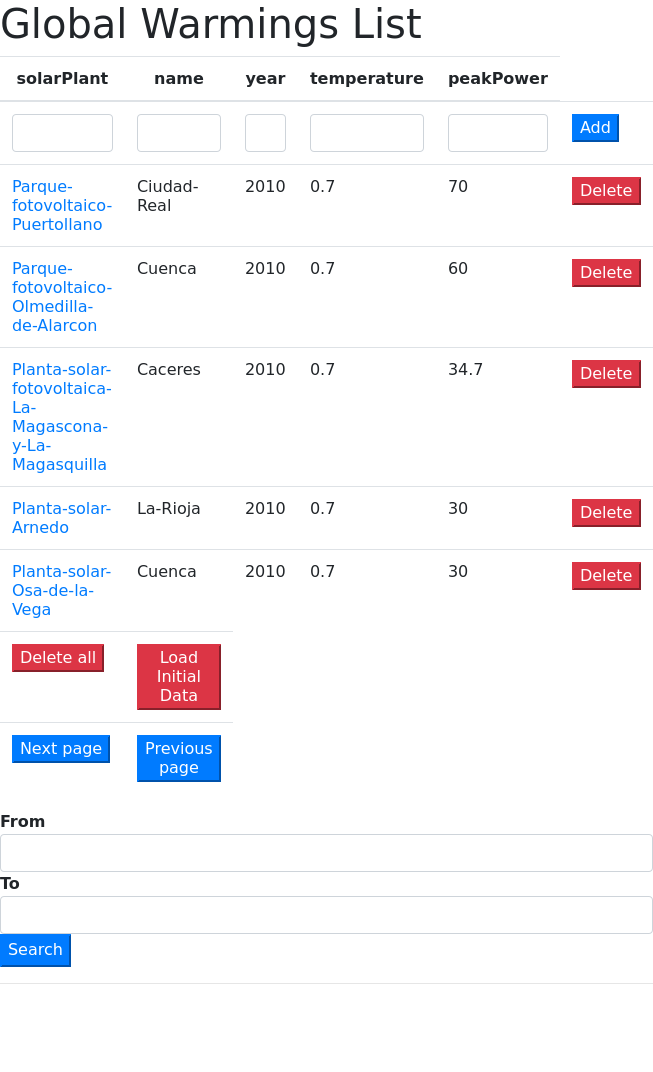 Global Warmings List
solarPlant name year temperature peakPower
Add
Parque- Ciudad- 2010 0.7 70 Delete
fotovoltaico- Real
Puertollano
Parque- Cuenca 2010 0.7 60 Delete
fotovoltaico-
Olmedilla-
de-Alarcon
Planta-solar- Caceres 2010 0.7 34.7 Delete
fotovoltaica-
La-
Magascona-
y-La-
Magasquilla
Planta-solar- La-Rioja 2010 0.7 30 Delete
Arnedo
Planta-solar- Cuenca 2010 0.7 30 Delete
Osa-de-la-
Vega
Delete all Load
Initial
Data
Next page Previous
page
From
To
Search